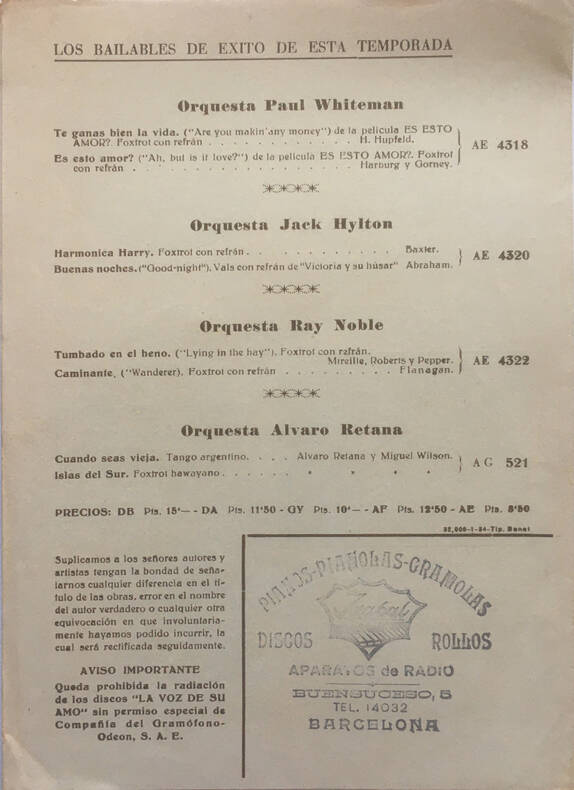 LOS BAILABLES DE EXITO DE ESTA TEMPORADA
Orquesta Paul Whiteman
Te ganas bien la vida. ("Are you makin'any money") de la película ES ESTO
AMOR?. Foxtrot con refrán . . . . . . . . . . . . H. Hupfeld.
AE 4318
Es esto amor? ("Ah, but is it love?") de la película ES ESTO AMOR?. Foxtrot
con refrán . . . . . . . . . . . . . . . . . Harburg y Gorney.
Orquesta Jack Hylton
Harmonica Harry. Foxtrot con refrán . . . . . . . . . . . Baxter.
AE 4320
Buenas noches. ("Good-night"). Vals con refrán de "Victoria y su húsar" Abraham.
Orquesta Ray Noble
Tumbado en el heno. ("Lying in the hay"). Foxtrot con refrán.
Mireille, Roberts y Pepper.
AE 4322
Caminante. ("Wanderer). Foxtrot con refrán . . . . . . . . . Flanagan.
Orquesta Alvaro Retana
Cuando seas vieja. Tango argentino. . . . Alvaro Retana y Miguel Wilson.
AG 521
Islas del Sur. Foxtrot hawayano . . . . . . " " " "
PRECIOS: DB Pts. 15'— - DA Pts. 11'50 - GY Pts. 10'— - AF Pts. 12'50 - AE Pts. 8'50
52,000-1-34-Tip. Bonet
Suplicamos a los señores autores y
artistas tengan la bondad de seña-
larnos cualquier diferencia en el tí-
tulo de las obras, error en el nombre
del autor verdadero o cualquier otra
equivocación en que involuntaria-
mente hayamos podido incurrir, la
cual será rectificada seguidamente.
AVISO IMPORTANTE
Queda prohibida la radiación
de los discos "LA VOZ DE SU
AMO" sin permiso especial de
Compañía del Gramófono-
Odeon, S. A. E.
PIANOS-PIANOLAS-GRAMOLAS
DISCOS ROLLOS
APARATOS de RADIO
BUENSUCESO, 5
TEL. 14032
BARCELONA